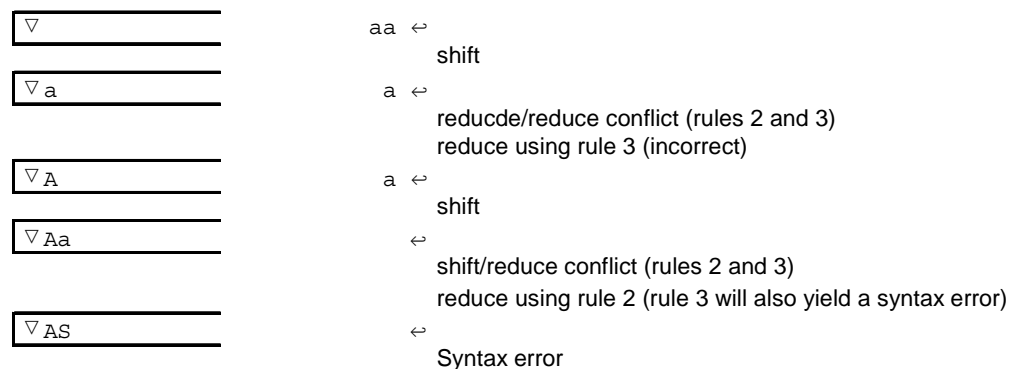 ▽ aa ↩
shift
▽ a a ↩
reducde/reduce conflict (rules 2 and 3)
reduce using rule 3 (incorrect)
▽ A a ↩
shift
▽ Aa ↩
shift/reduce conflict (rules 2 and 3)
reduce using rule 2 (rule 3 will also yield a syntax error)
▽ AS ↩
Syntax error